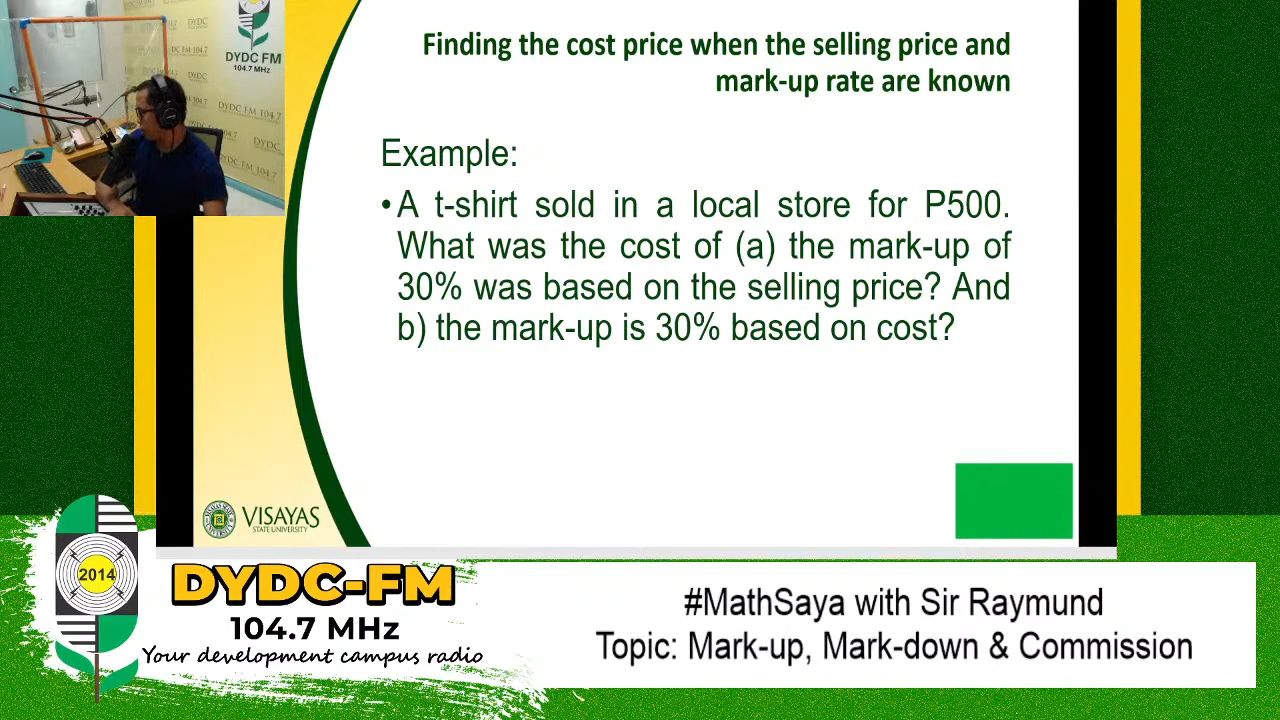 DYDC FM
104.7 MHz
Finding the cost price when the selling price and
mark-up rate are known
Example:
•A t-shirt sold in a local store for P500.
What was the cost of (a) the mark-up of
30% was based on the selling price? And
b) the mark-up is 30% based on cost?
VISAYAS
STATE UNIVERSITY
2014
DYDC-FM
104.7 MHz
Your development campus radio
#MathSaya with Sir Raymund
Topic: Mark-up, Mark-down & Commission